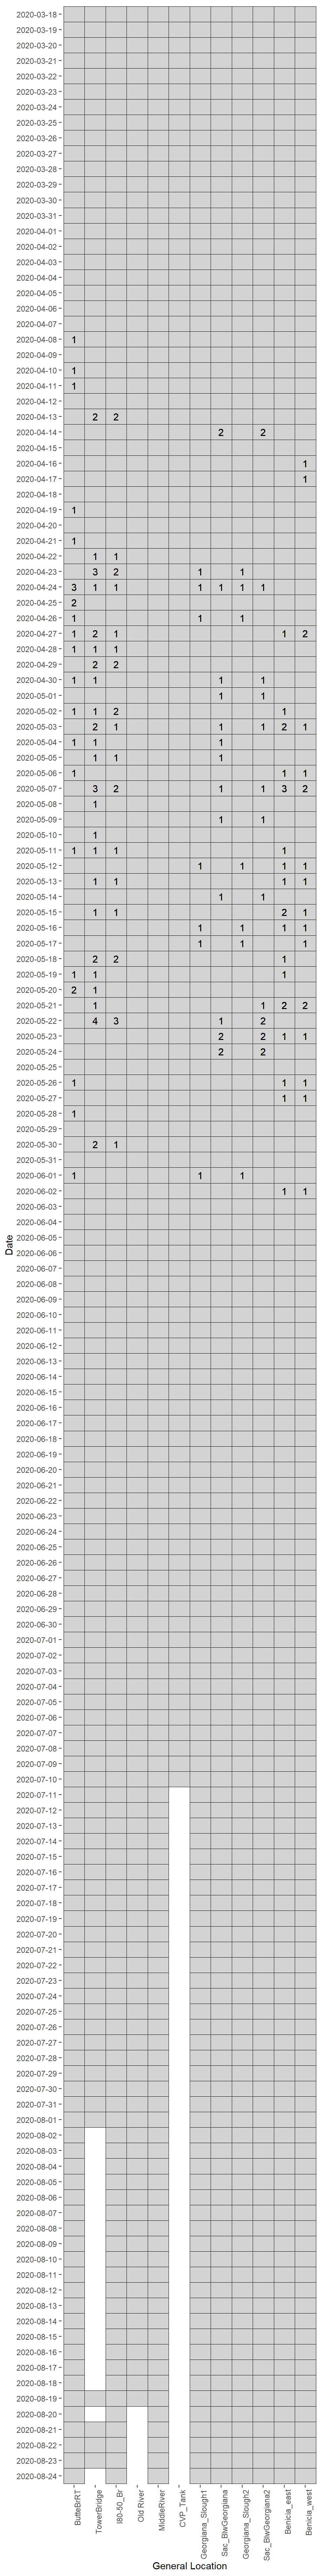 2020-03-18
2020-03-19
2020-03-20
2020-03-21
2020-03-22
2020-03-23
2020-03-24
2020-03-25
2020-03-26
2020-03-27
2020-03-28
2020-03-29
2020-03-30
2020-03-31
2020-04-01
2020-04-02
2020-04-03
2020-04-04
2020-04-05
2020-04-06
2020-04-07
2020-04-08 1
2020-04-09
2020-04-10 1
2020-04-11 1
2020-04-12
2020-04-13 2 2
2020-04-14 2 2
2020-04-15
2020-04-16 1
2020-04-17 1
2020-04-18
2020-04-19 1
2020-04-20
2020-04-21 1
2020-04-22 1 1
2020-04-23 3 2 1 1
2020-04-24 3 1 1 1 1 1 1
2020-04-25 2
2020-04-26 1 1 1
2020-04-27 1 2 1 1 2
2020-04-28 1 1 1
2020-04-29 2 2
2020-04-30 1 1 1 1
2020-05-01 1 1
2020-05-02 1 1 2 1
2020-05-03 2 1 1 1 2 1
2020-05-04 1 1 1
2020-05-05 1 1 1
2020-05-06 1 1 1
2020-05-07 3 2 1 1 3 2
2020-05-08 1
2020-05-09 1 1
2020-05-10 1
2020-05-11 1 1 1 1
2020-05-12 1 1 1 1
2020-05-13 1 1 1 1
2020-05-14 1 1
2020-05-15 1 1 2 1
2020-05-16 1 1 1 1
2020-05-17 1 1 1
2020-05-18 2 2 1
2020-05-19 1 1 1
2020-05-20 2 1
2020-05-21 1 1 2 2
2020-05-22 4 3 1 2
2020-05-23 2 2 1 1
2020-05-24 2 2
2020-05-25
2020-05-26 1 1 1
2020-05-27 1 1
2020-05-28 1
2020-05-29
2020-05-30 2 1
2020-05-31
2020-06-01 1 1 1
2020-06-02 1 1
2020-06-03
2020-06-04
2020-06-05
2020-06-06
2020-06-07
2020-06-08
2020-06-09
2020-06-10
2020-06-11
2020-06-12
2020-06-13
2020-06-14
2020-06-15
2020-06-16
2020-06-17
2020-06-18
2020-06-19
2020-06-20
2020-06-21
2020-06-22
2020-06-23
2020-06-24
2020-06-25
2020-06-26
2020-06-27
2020-06-28
2020-06-29
2020-06-30
2020-07-01
2020-07-02
2020-07-03
2020-07-04
2020-07-05
2020-07-06
2020-07-07
2020-07-08
2020-07-09
2020-07-10
2020-07-11
2020-07-12
2020-07-13
2020-07-14
2020-07-15
2020-07-16
2020-07-17
2020-07-18
2020-07-19
2020-07-20
2020-07-21
2020-07-22
2020-07-23
2020-07-24
2020-07-25
2020-07-26
2020-07-27
2020-07-28
2020-07-29
2020-07-30
2020-07-31
2020-08-01
2020-08-02
2020-08-03
2020-08-04
2020-08-05
2020-08-06
2020-08-07
2020-08-08
2020-08-09
2020-08-10
2020-08-11
2020-08-12
2020-08-13
2020-08-14
2020-08-15
2020-08-16
2020-08-17
2020-08-18
2020-08-19
2020-08-20
2020-08-21
2020-08-22
2020-08-23
2020-08-24
Date
ButteBrRT
TowerBridge
I80-50_Br
Old River
MiddleRiver
CVP_Tank
Georgiana_Slough1
Sac_BlwGeorgiana
Georgiana_Slough2
Sac_BlwGeorgiana2
Benicia_east
Benicia_west
General Location